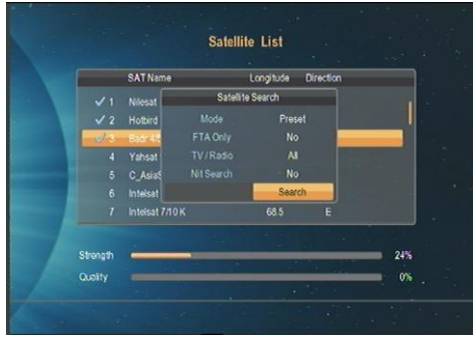 Satellite List
SAT Name Longitude Direction
Satellite Search
1 Nilesat
2 Hotbird
3 Badr 4/5
4 Yahsat
5 C_AsiaS
6 Intelsat
7 Intelsat 7/10 K 68.5 E
Mode Preset
FTA Only No
TV / Radio All
Nit Search No
Search
Strength 24%
Quality 0%